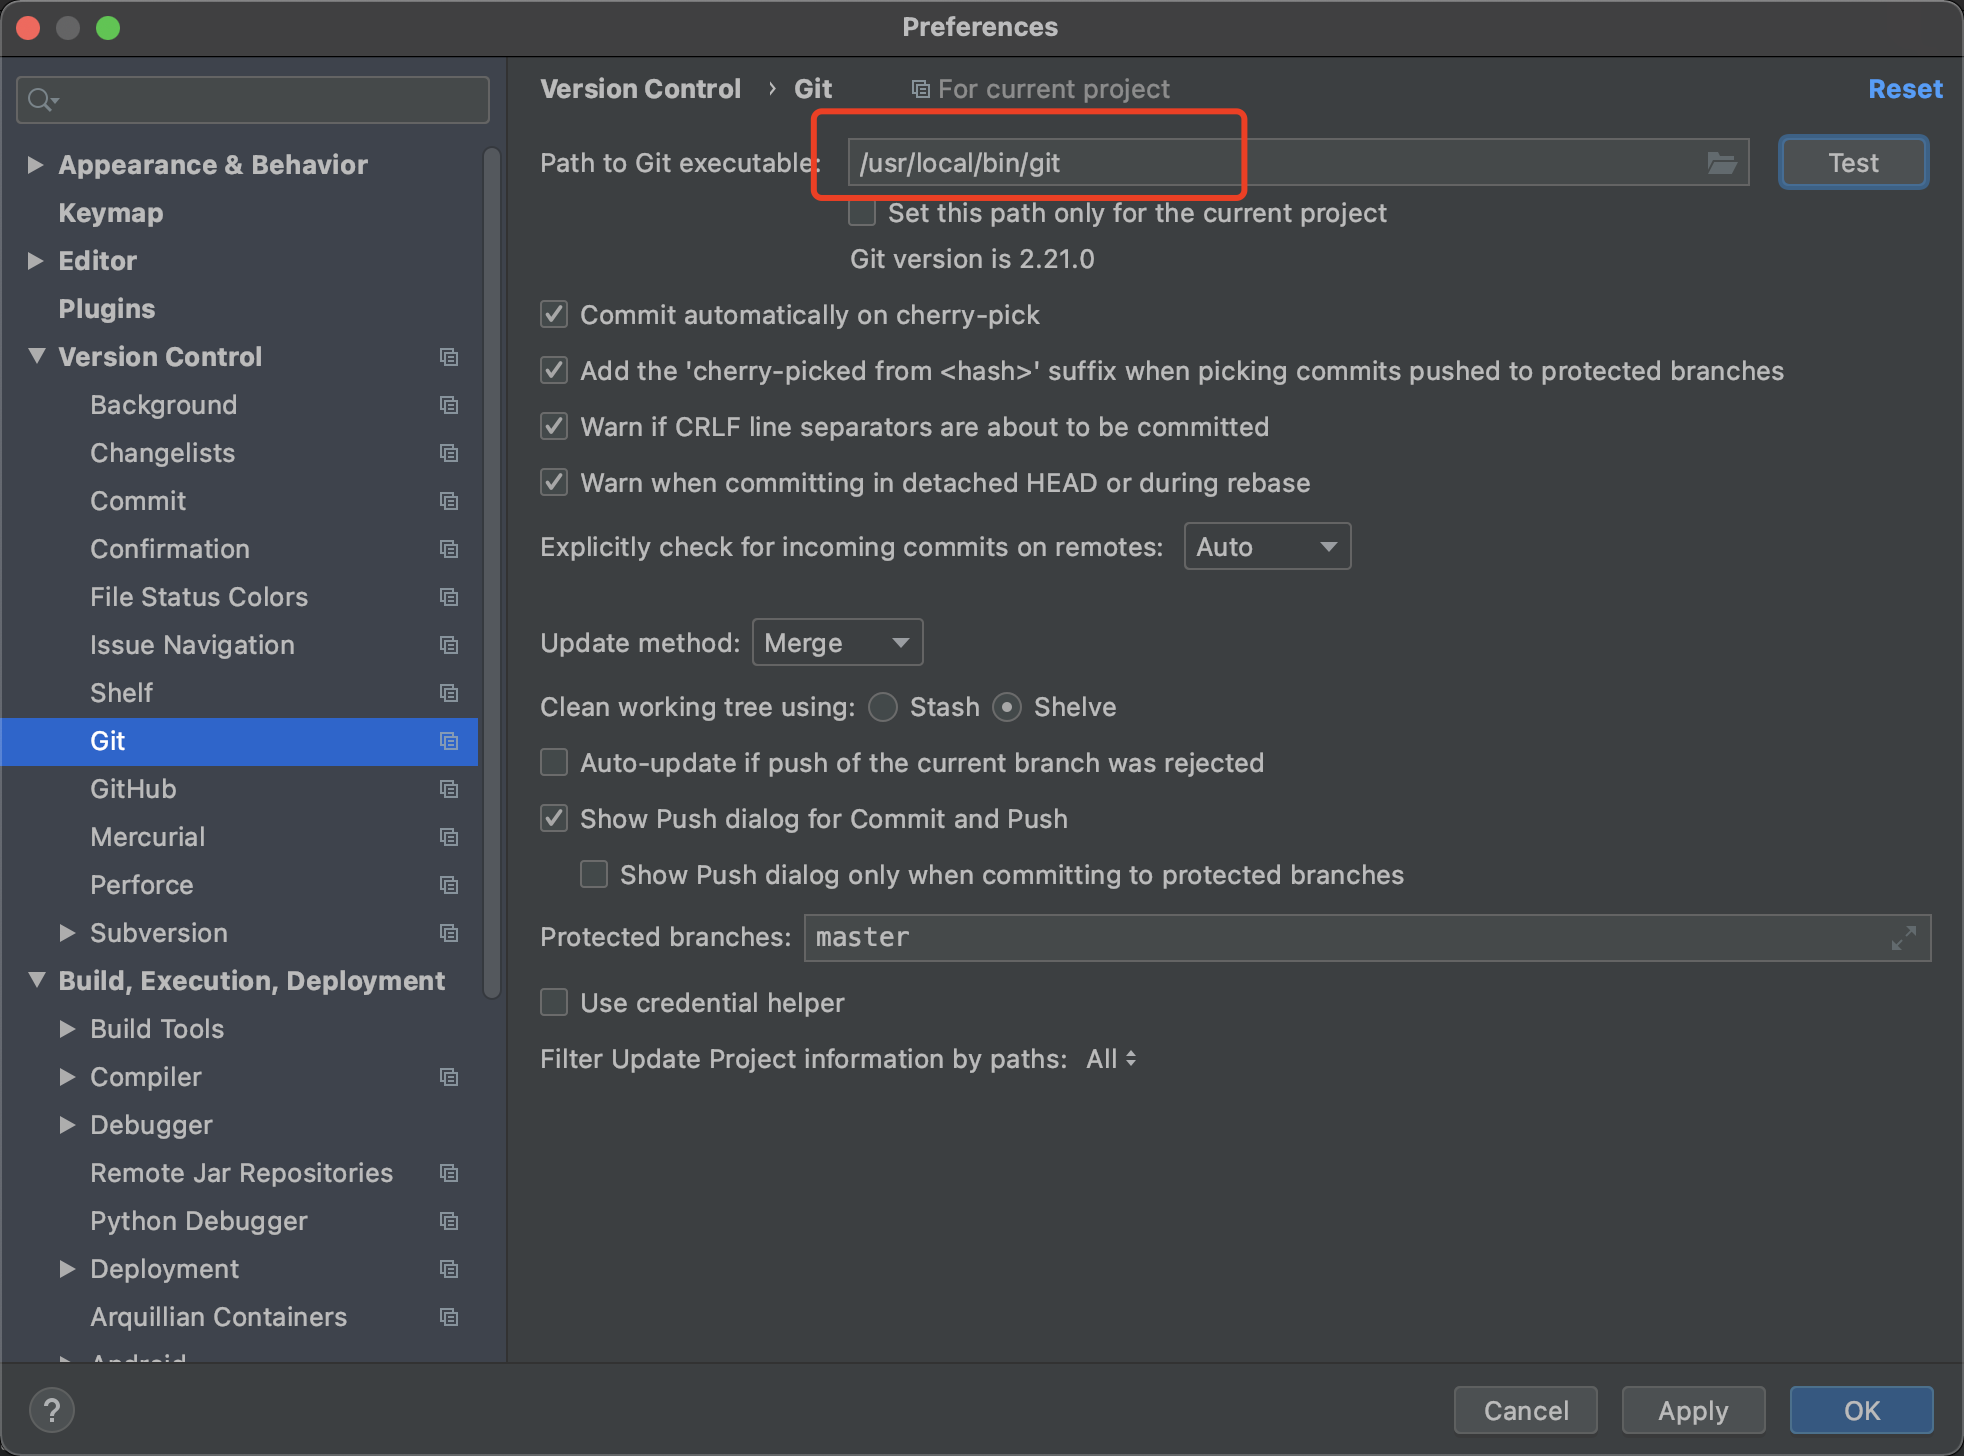 Preferences
Appearance & Behavior
Keymap
Editor
Plugins
Version Control
Background
Changelists
Commit
Confirmation
File Status Colors
Issue Navigation
Shelf
Git
GitHub
Mercurial
Perforce
Subversion
Build, Execution, Deployment
Build Tools
Compiler
Debugger
Remote Jar Repositories
Python Debugger
Deployment
Arquillian Containers
Android
Version Control › Git For current project Reset
Path to Git executable: /usr/local/bin/git Test
Set this path only for the current project
Git version is 2.21.0
Commit automatically on cherry-pick
Add the 'cherry-picked from <hash>' suffix when picking commits pushed to protected branches
Warn if CRLF line separators are about to be committed
Warn when committing in detached HEAD or during rebase
Explicitly check for incoming commits on remotes: Auto
Update method: Merge
Clean working tree using: Stash Shelve
Auto-update if push of the current branch was rejected
Show Push dialog for Commit and Push
Show Push dialog only when committing to protected branches
Protected branches: master
Use credential helper
Filter Update Project information by paths: All
? Cancel Apply OK